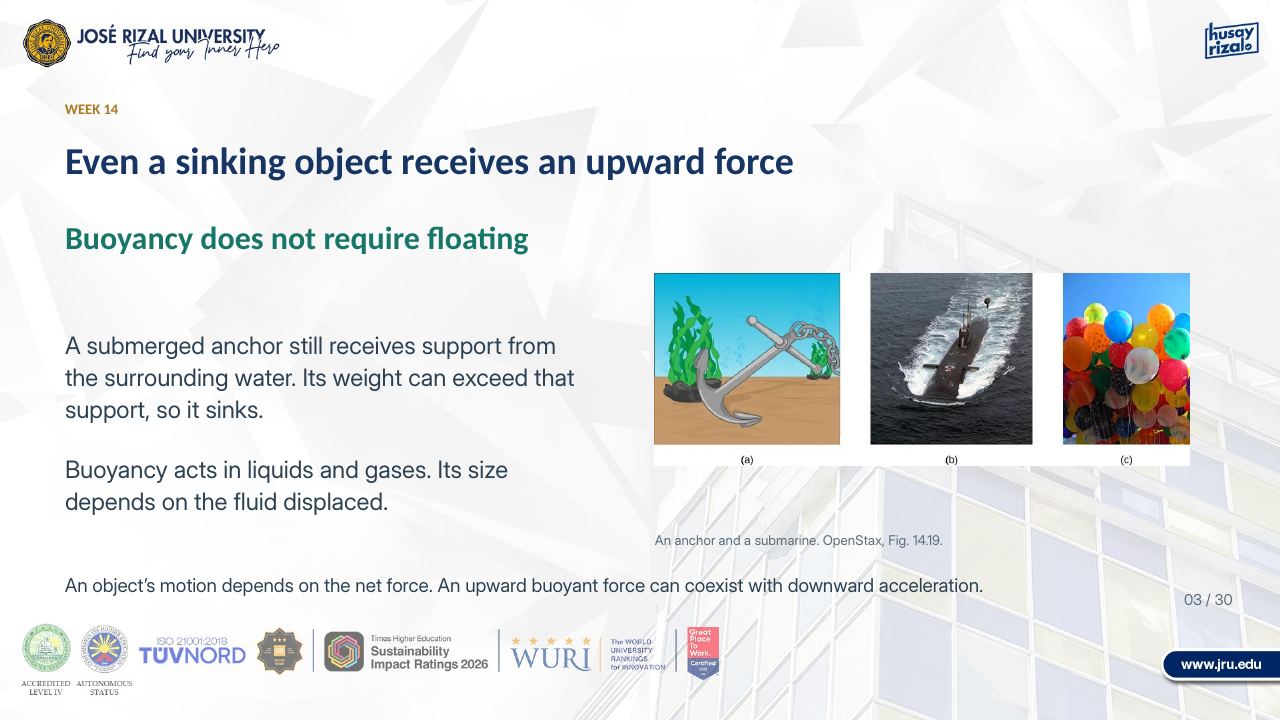 JOSÉ RIZAL UNIVERSITY
Find your Inner Hero
husay
rizal
WEEK 14
Even a sinking object receives an upward force
Buoyancy does not require floating
A submerged anchor still receives support from
the surrounding water. Its weight can exceed that
support, so it sinks.
Buoyancy acts in liquids and gases. Its size
depends on the fluid displaced.
(a) (b) (c)
An anchor and a submarine. OpenStax, Fig. 14.19.
An object’s motion depends on the net force. An upward buoyant force can coexist with downward acceleration.
03 / 30
ACCREDITED
LEVEL IV
AUTONOMOUS
STATUS
ISO 21001:2018
TÜVNORD
Times Higher Education
Sustainability
Impact Ratings 2026
WURI
The WORLD
UNIVERSITY
RANKINGS
for INNOVATION
Great
Place
To
Work.
Certified
www.jru.edu